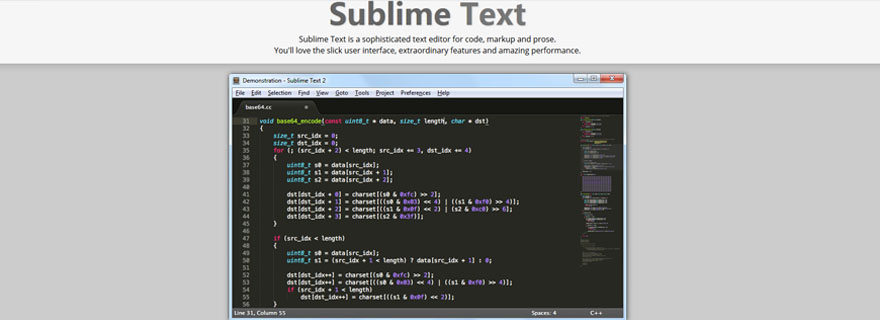 Sublime Text
Sublime Text is a sophisticated text editor for code, markup and prose.
You'll love the slick user interface, extraordinary features and amazing performance.
Demonstration - Sublime Text 2
File Edit Selection Find View Goto Tools Project Preferences Help
base64.cc
31 void base64_encode(const uint8_t * data, size_t length, char * dst)
32 {
33 size_t src_idx = 0;
34 size_t dst_idx = 0;
35 for (; (src_idx + 2) < length; src_idx += 3, dst_idx += 4)
36 {
37 uint8_t s0 = data[src_idx];
38 uint8_t s1 = data[src_idx + 1];
39 uint8_t s2 = data[src_idx + 2];
40
41 dst[dst_idx + 0] = charset[(s0 & 0xfc) >> 2];
42 dst[dst_idx + 1] = charset[((s0 & 0x03) << 4) | ((s1 & 0xf0) >> 4)];
43 dst[dst_idx + 2] = charset[((s1 & 0x0f) << 2) | (s2 & 0xc0) >> 6];
44 dst[dst_idx + 3] = charset[(s2 & 0x3f)];
45 }
46
47 if (src_idx < length)
48 {
49 uint8_t s0 = data[src_idx];
50 uint8_t s1 = (src_idx + 1 < length) ? data[src_idx + 1] : 0;
51
52 dst[dst_idx++] = charset[(s0 & 0xfc) >> 2];
53 dst[dst_idx++] = charset[((s0 & 0x03) << 4) | ((s1 & 0xf0) >> 4)];
54 if (src_idx + 1 < length)
55 dst[dst_idx++] = charset[((s1 & 0x0f) << 2)];
56
Line 31, Column 55 Spaces: 4 C++